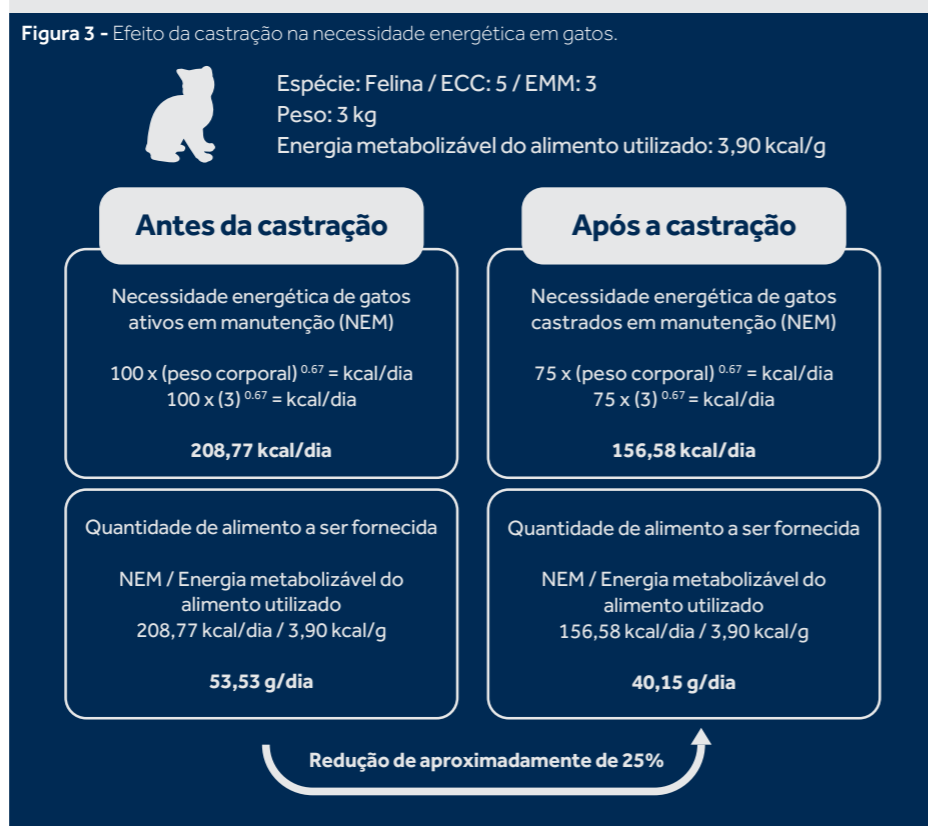 Figura 3 - Efeito da castração na necessidade energética em gatos.
Espécie: Felina / ECC: 5 / EMM: 3
Peso: 3 kg
Energia metabolizável do alimento utilizado: 3,90 kcal/g
Antes da castração
Necessidade energética de gatos
ativos em manutenção (NEM)
100 x (peso corporal) 0.67 = kcal/dia
100 x (3) 0.67 = kcal/dia
208,77 kcal/dia
Quantidade de alimento a ser fornecida
NEM / Energia metabolizável do
alimento utilizado
208,77 kcal/dia / 3,90 kcal/g
53,53 g/dia
Após a castração
Necessidade energética de gatos
castrados em manutenção (NEM)
75 x (peso corporal) 0.67 = kcal/dia
75 x (3) 0.67 = kcal/dia
156,58 kcal/dia
Quantidade de alimento a ser fornecida
NEM / Energia metabolizável do
alimento utilizado
156,58 kcal/dia / 3,90 kcal/g
40,15 g/dia
Redução de aproximadamente de 25%